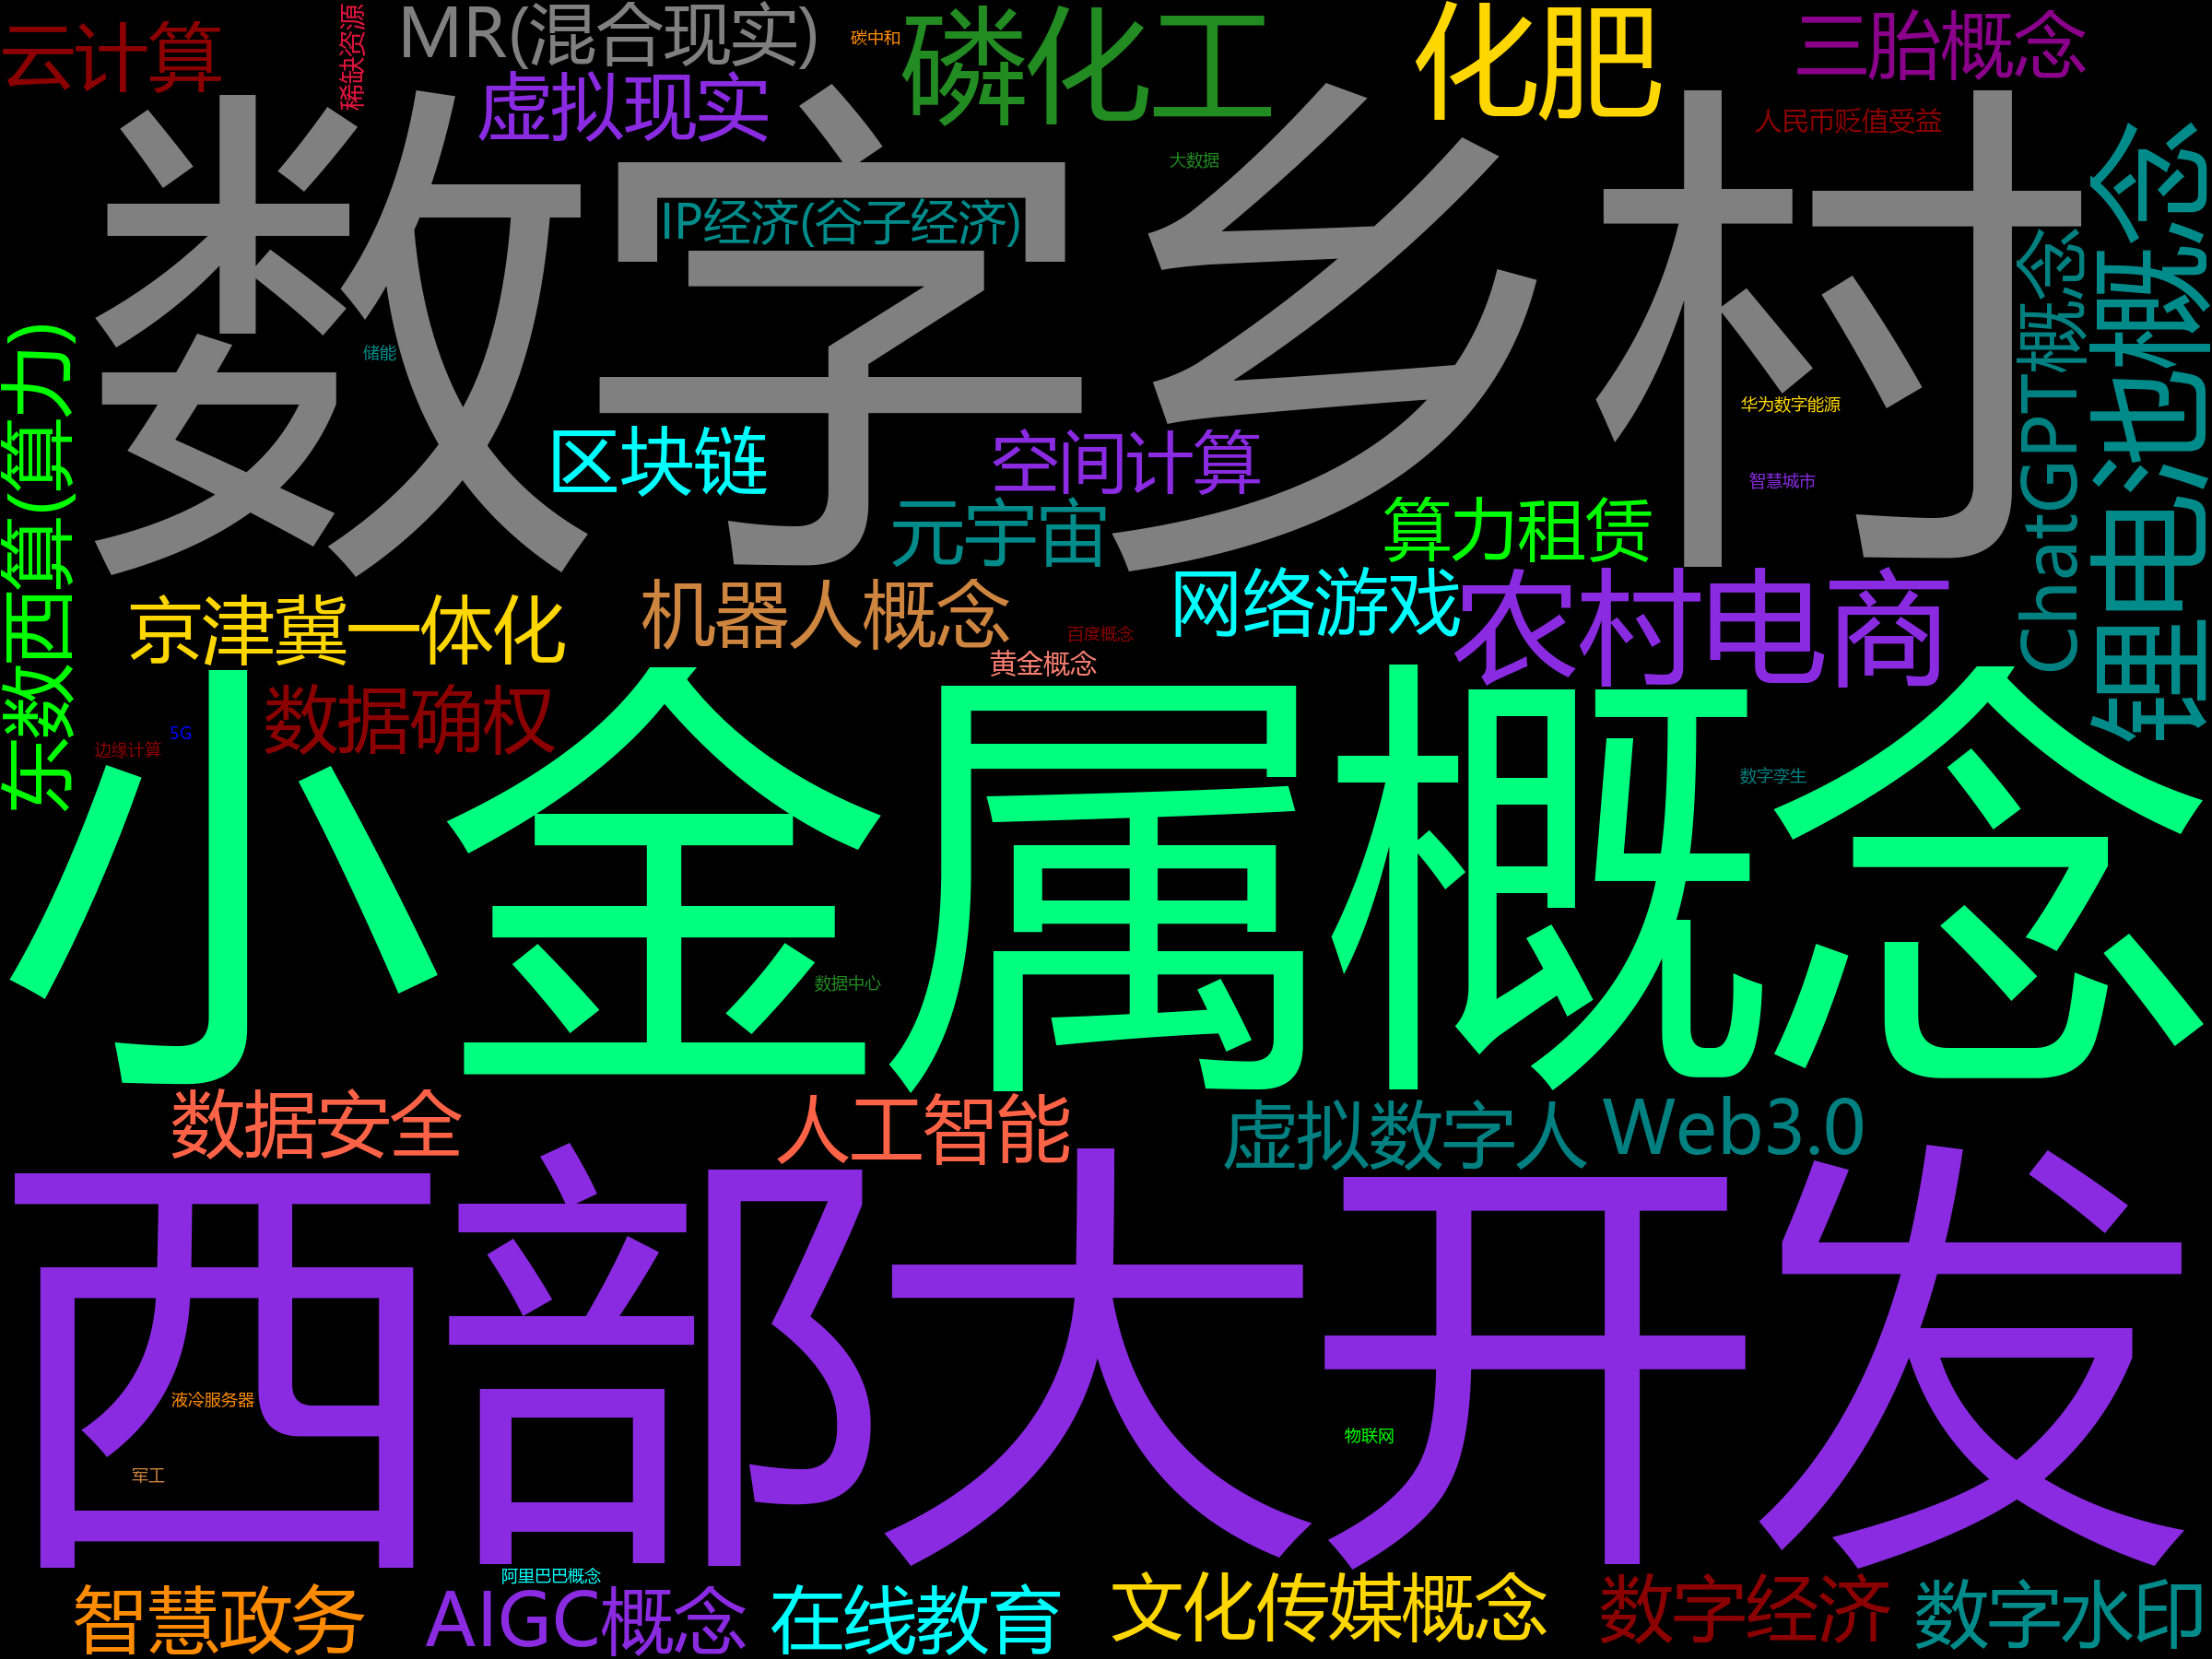 云计算
稀缺资源
MR(混合现实)
碳中和
磷化工
化肥
三胎概念
虚拟现实
人民币贬值受益
大数据
数字乡村
IP经济(谷子经济)
锂电池概念
ChatGPT概念
东数西算(算力)
储能
华为数字能源
区块链
空间计算
智慧城市
元宇宙
算力租赁
京津冀一体化
机器人概念
百度概念
网络游戏
农村电商
黄金概念
数据确权
5G
边缘计算
数字孪生
小金属概念
数据中心
数据安全
人工智能
虚拟数字人
Web3.0
西部大开发
液冷服务器
物联网
军工
阿里巴巴概念
智慧政务
AIGC概念
在线教育
文化传媒概念
数字经济
数字水印